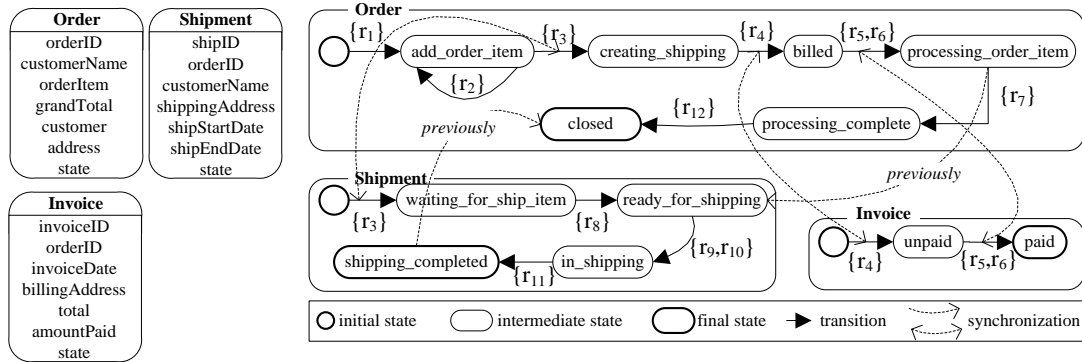 Order
orderID
customerName
orderItem
grandTotal
customer
address
state
Shipment
shipID
orderID
customerName
shippingAddress
shipStartDate
shipEndDate
state
Invoice
invoiceID
orderID
invoiceDate
billingAddress
total
amountPaid
state
Order
{r1} add_order_item {r3} creating_shipping {r4} billed {r5,r6} processing_order_item
{r2}
{r7}
previously closed {r12} processing_complete
previously
Shipment
{r3} waiting_for_ship_item {r8} ready_for_shipping
{r9,r10}
shipping_completed {r11} in_shipping
Invoice
{r4} unpaid {r5,r6} paid
initial state intermediate state final state transition synchronization